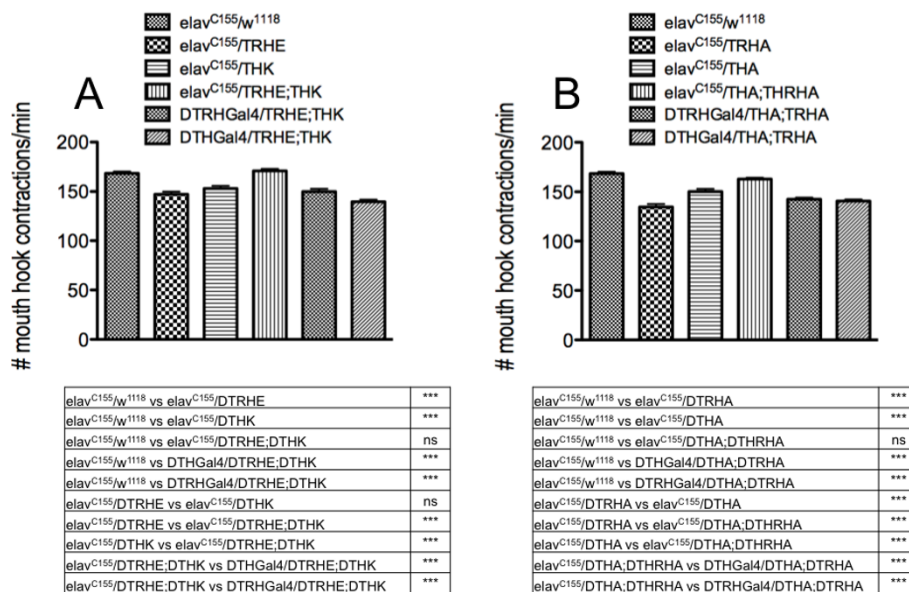 elavC155/w1118
elavC155/TRHE
elavC155/THK
elavC155/TRHE;THK
DTRHGal4/TRHE;THK
DTHGal4/TRHE;THK
A
# mouth hook contractions/min
200
150
100
50
0
elavC155/w1118 vs elavC155/DTRHE ***
elavC155/w1118 vs elavC155/DTHK ***
elavC155/w1118 vs elavC155/DTRHE;DTHK ns
elavC155/w1118 vs DTHGal4/DTRHE;DTHK ***
elavC155/w1118 vs DTRHGal4/DTRHE;DTHK ***
elavC155/DTRHE vs elavC155/DTHK ns
elavC155/DTRHE vs elavC155/DTRHE;DTHK ***
elavC155/DTHK vs elavC155/DTRHE;DTHK ***
elavC155/DTRHE;DTHK vs DTHGal4/DTRHE;DTHK ***
elavC155/DTRHE;DTHK vs DTRHGal4/DTRHE;DTHK ***
elavC155/w1118
elavC155/TRHA
elavC155/THA
elavC155/THA;THRHA
DTRHGal4/THA;TRHA
DTHGal4/THA;TRHA
B
# mouth hook contractions/min
200
150
100
50
0
elavC155/w1118 vs elavC155/DTRHA ***
elavC155/w1118 vs elavC155/DTHA ***
elavC155/w1118 vs elavC155/DTHA;DTHRHA ns
elavC155/w1118 vs DTHGal4/DTHA;DTRHA ***
elavC155/w1118 vs DTRHGal4/DTHA;DTRHA ***
elavC155/DTRHA vs elavC155/DTHA ***
elavC155/DTRHA vs elavC155/DTHA;DTHRHA ***
elavC155/DTHA vs elavC155/DTHA;DTHRHA ***
elavC155/DTHA;DTHRHA vs DTHGal4/DTHA;DTRHA ***
elavC155/DTHA;DTHRHA vs DTRHGal4/DTHA;DTRHA ***